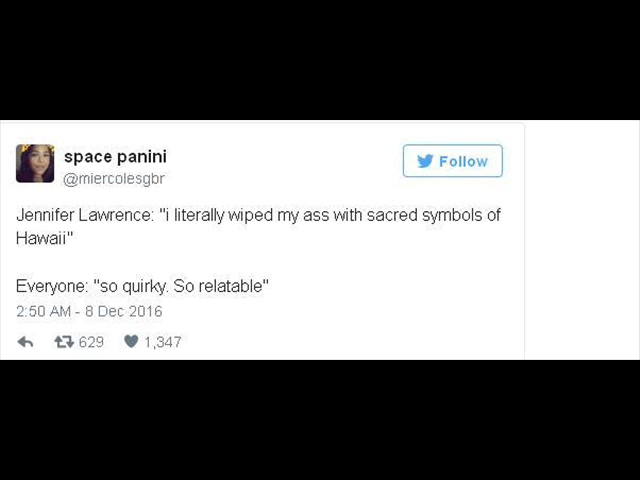 space panini
@miercolesgbr
Follow
Jennifer Lawrence: "i literally wiped my ass with sacred symbols of
Hawaii"
Everyone: "so quirky. So relatable"
2:50 AM - 8 Dec 2016
629 1,347